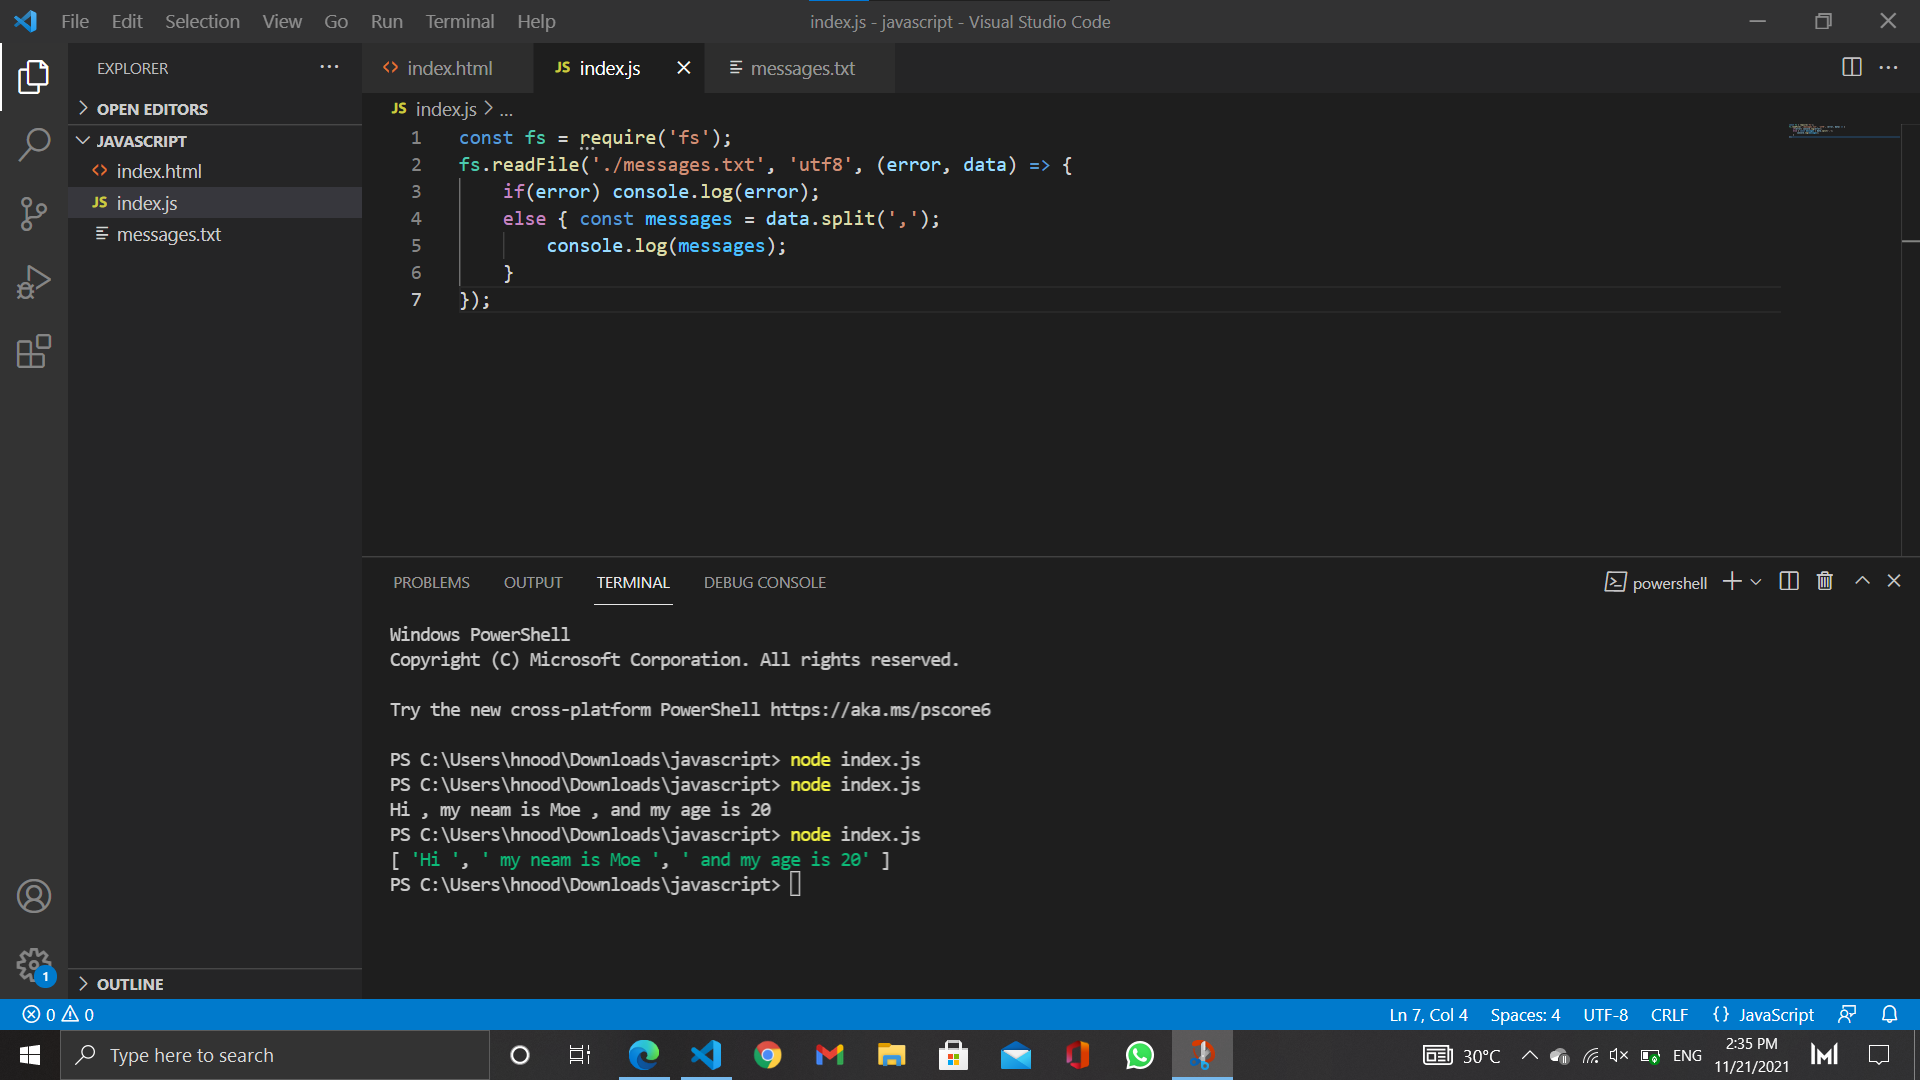 File Edit Selection View Go Run Terminal Help
index.js - javascript - Visual Studio Code
EXPLORER
OPEN EDITORS
JAVASCRIPT
<> index.html
JS index.js
messages.txt
OUTLINE
<> index.html
JS index.js
messages.txt
JS index.js > ...
1 const fs = require('fs');
2 fs.readFile('./messages.txt', 'utf8', (error, data) => {
3 if(error) console.log(error);
4 else { const messages = data.split(',');
5 console.log(messages);
6 }
7 });
PROBLEMS OUTPUT TERMINAL DEBUG CONSOLE
powershell
Windows PowerShell
Copyright (C) Microsoft Corporation. All rights reserved.
Try the new cross-platform PowerShell https://aka.ms/pscore6
PS C:\Users\hnood\Downloads\javascript> node index.js
PS C:\Users\hnood\Downloads\javascript> node index.js
Hi , my neam is Moe , and my age is 20
PS C:\Users\hnood\Downloads\javascript> node index.js
[ 'Hi ', ' my neam is Moe ', ' and my age is 20' ]
PS C:\Users\hnood\Downloads\javascript>
1
0 0
Ln 7, Col 4 Spaces: 4 UTF-8 CRLF {} JavaScript
Type here to search
30°C
ENG
2:35 PM
11/21/2021